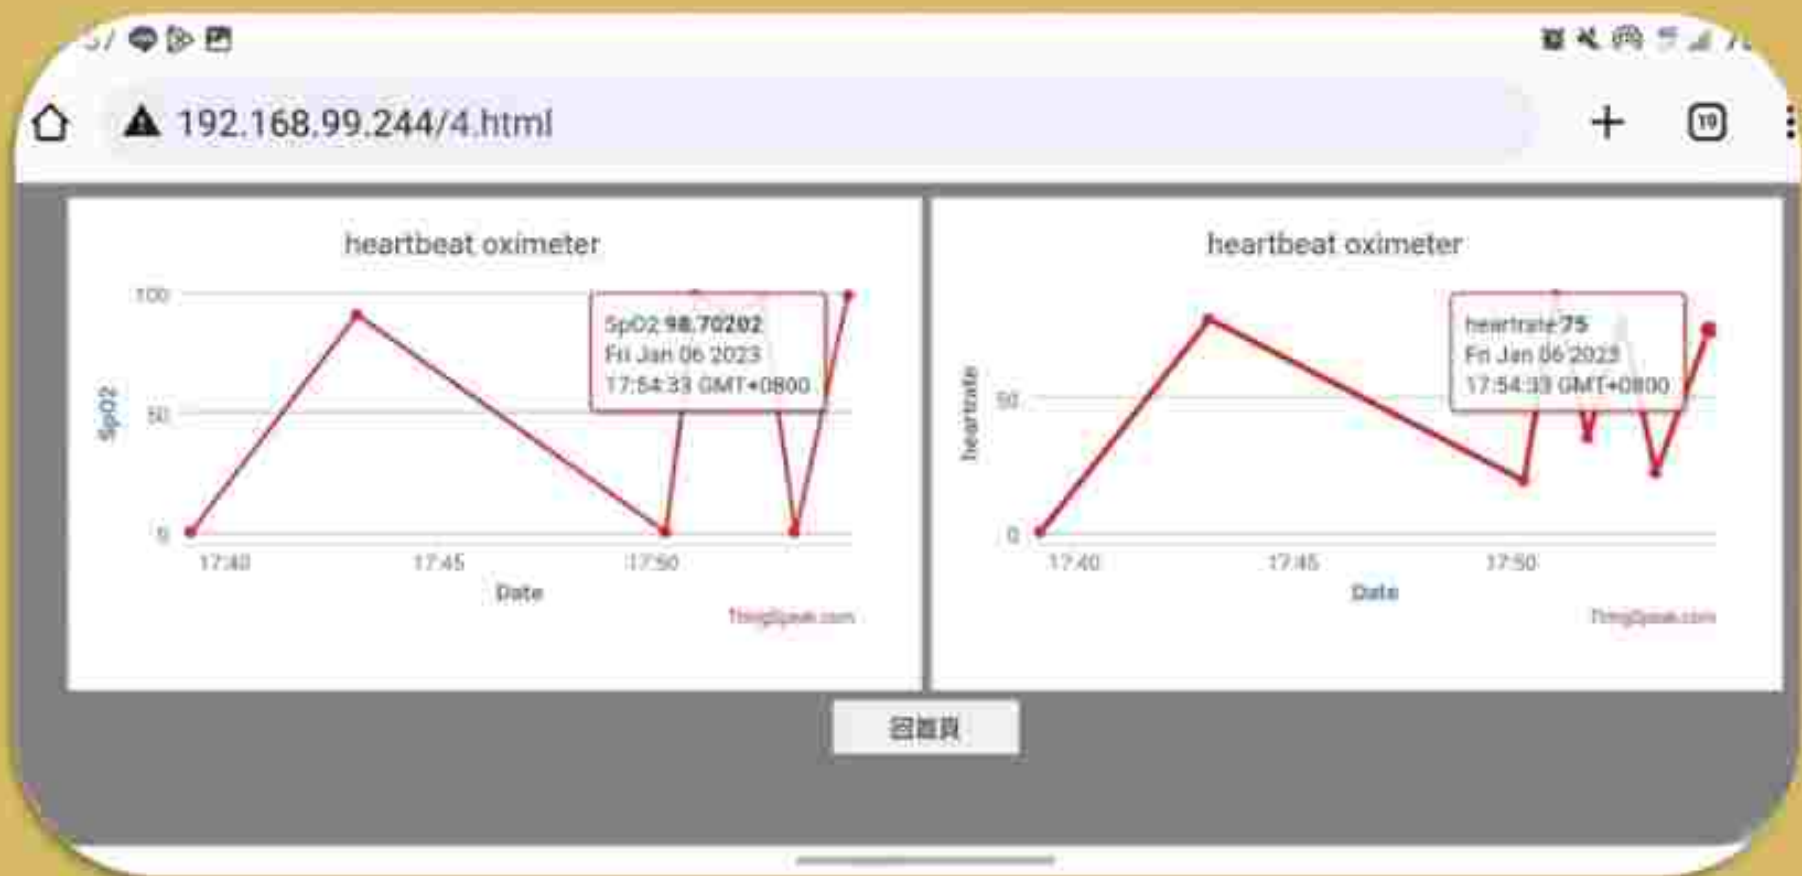 192.168.99.244/4.html
19
heartbeat oximeter
100
50
0
SpO2
SpO2 98.70202
Fri Jan 06 2023
17:54:33 GMT+0800
17:40
17:45
17:50
Date
ThingSpeak.com
heartbeat oximeter
50
0
heartrate
heartrate 75
Fri Jan 06 2023
17:54:33 GMT+0800
17:40
17:45
17:50
Date
ThingSpeak.com
回首頁